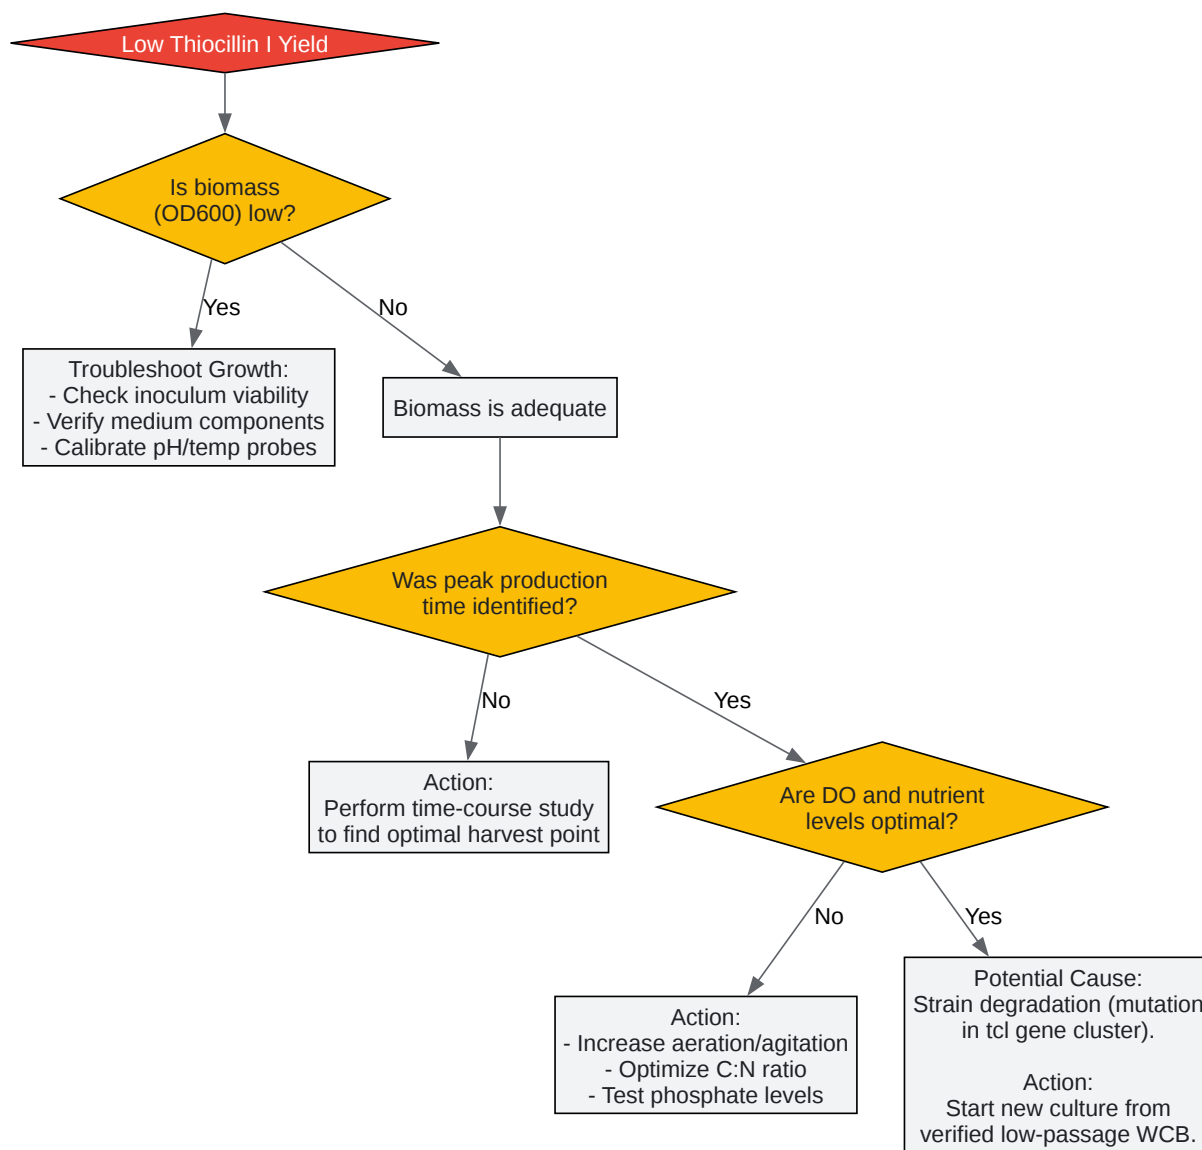 Low Thiocillin I Yield
Is biomass
(OD600) low?
Yes
No
Troubleshoot Growth:
- Check inoculum viability
- Verify medium components
- Calibrate pH/temp probes
Biomass is adequate
Was peak production
time identified?
No
Yes
Action:
Perform time-course study
to find optimal harvest point
Are DO and nutrient
levels optimal?
No
Yes
Action:
- Increase aeration/agitation
- Optimize C:N ratio
- Test phosphate levels
Potential Cause:
Strain degradation (mutation
in tcl gene cluster).
Action:
Start new culture from
verified low-passage WCB.